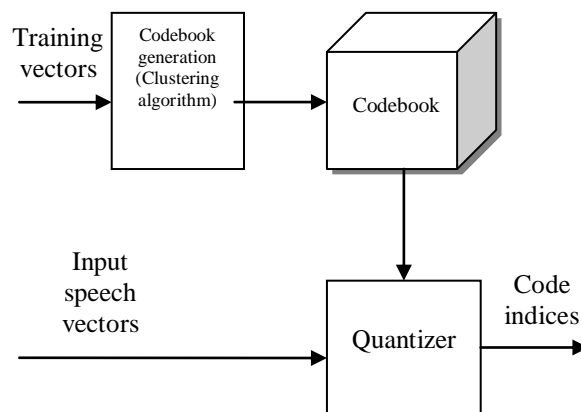 Training
vectors
Codebook
generation
(Clustering
algorithm)
Codebook
Input
speech
vectors
Quantizer
Code
indices